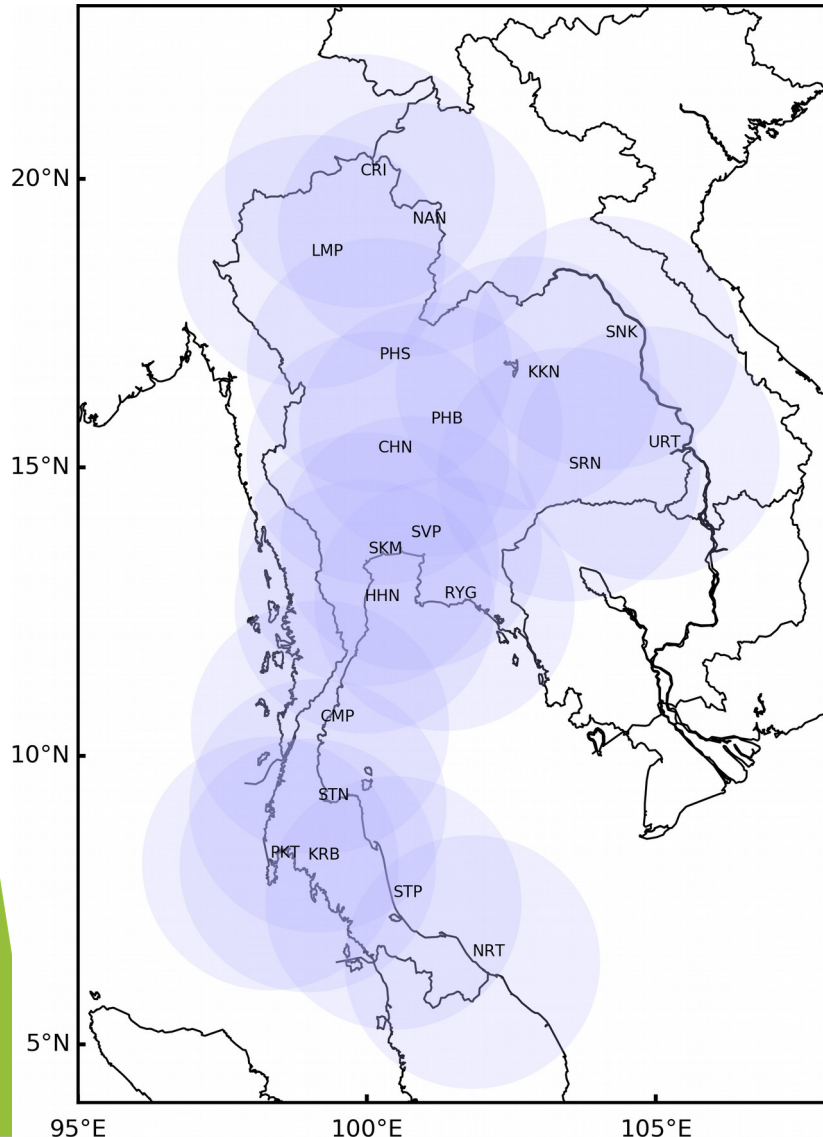 20°N
CRI
NAN
LMP
SNK
PHS
KKN
PHB
CHN
URT
15°N
SRN
SVP
SKM
HHN
RYG
CMP
10°N
STN
PKT
KRB
STP
NRT
5°N
95°E
100°E
105°E